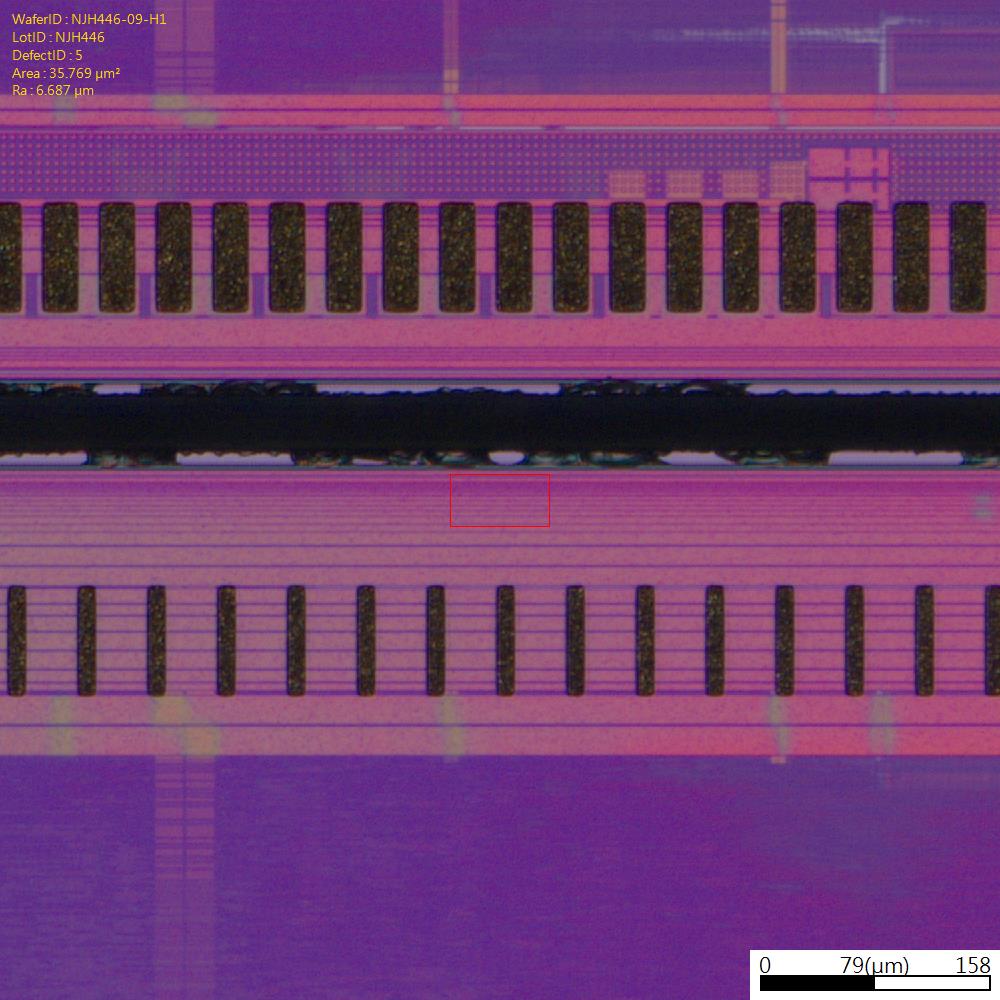 WaferID : NJH446-09-H1
LotID : NJH446
DefectID : 5
Area : 35.769 μm²
Ra : 6.687 μm
0 79(μm) 158